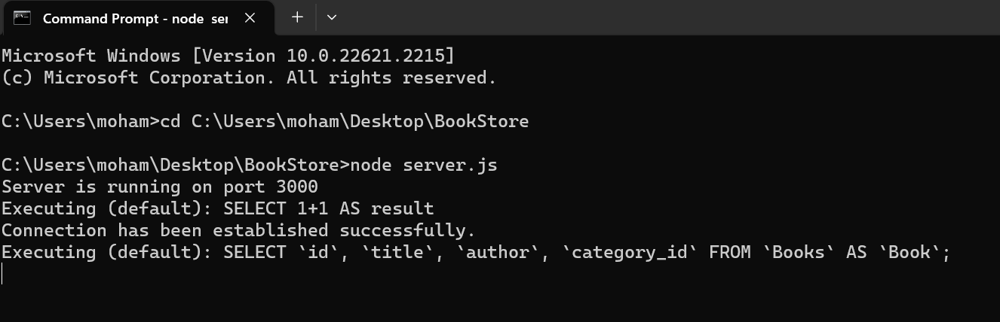 Command Prompt - node ser
Microsoft Windows [Version 10.0.22621.2215]
(c) Microsoft Corporation. All rights reserved.
C:\Users\moham>cd C:\Users\moham\Desktop\BookStore
C:\Users\moham\Desktop\BookStore>node server.js
Server is running on port 3000
Executing (default): SELECT 1+1 AS result
Connection has been established successfully.
Executing (default): SELECT `id`, `title`, `author`, `category_id` FROM `Books` AS `Book`;